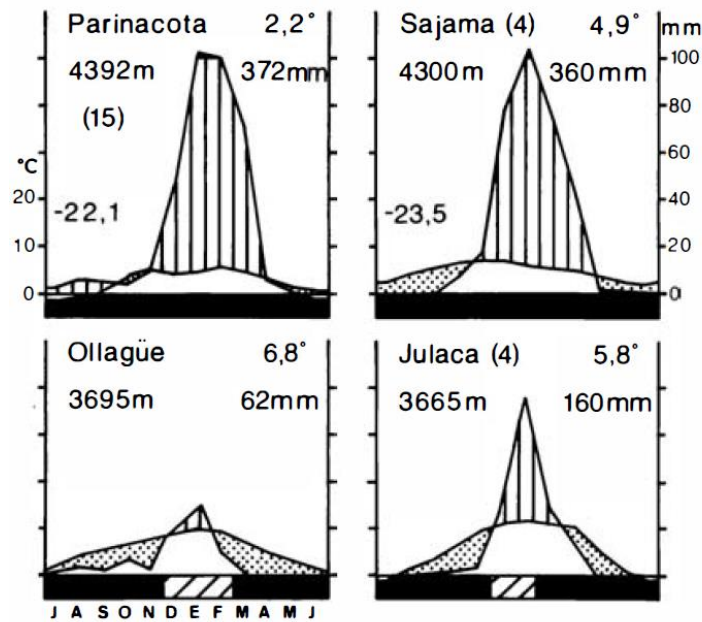 Parinacota 2,2°
4392m 372mm
(15)
°C
20
-22,1
10
0
Sajama (4) 4,9°
4300m 360mm
-23,5
mm
100
80
60
40
20
0
Ollagüe 6,8°
3695m 62mm
Julaca (4) 5,8°
3665m 160mm
J A S O N D E F M A M J